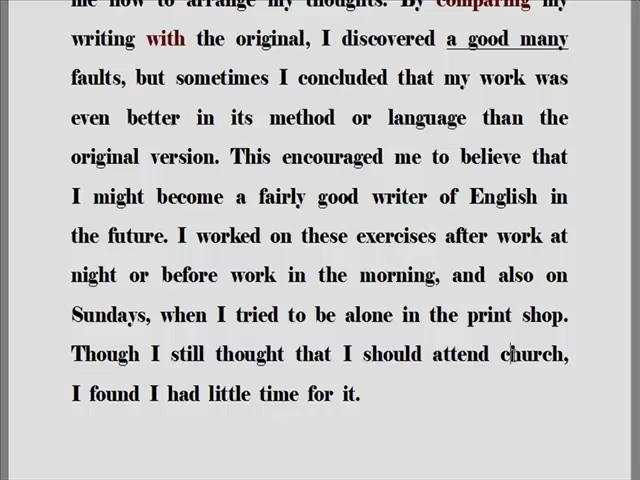 me how to arrange my thoughts. By comparing my
writing with the original, I discovered a good many
faults, but sometimes I concluded that my work was
even better in its method or language than the
original version. This encouraged me to believe that
I might become a fairly good writer of English in
the future. I worked on these exercises after work at
night or before work in the morning, and also on
Sundays, when I tried to be alone in the print shop.
Though I still thought that I should attend church,
I found I had little time for it.